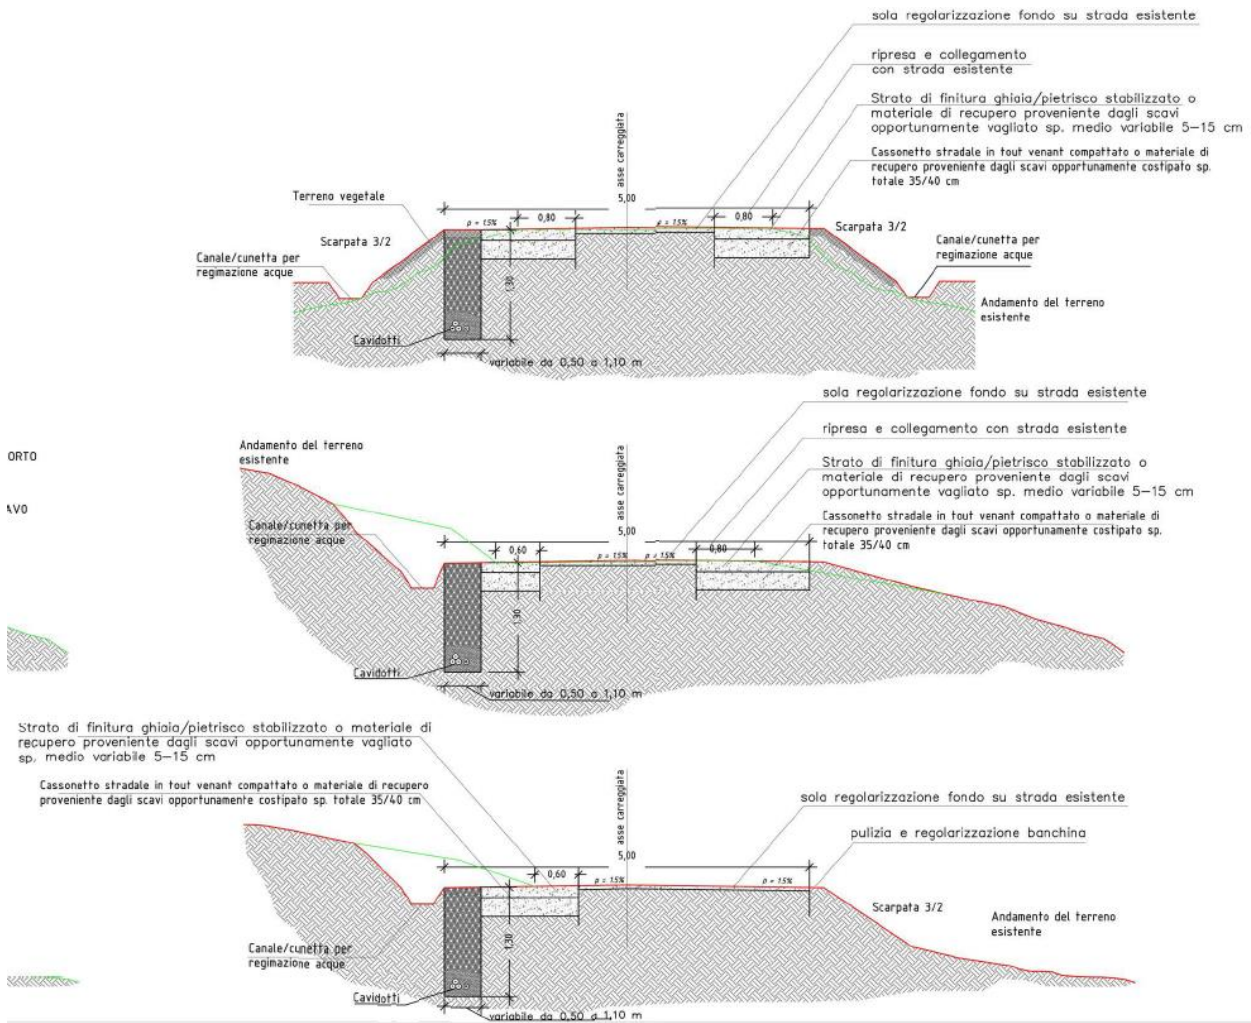 sola regolarizzazione fondo su strada esistente
ripresa e collegamento
con strada esistente
Strato di finitura ghiaia/pietrisco stabilizzato o
materiale di recupero proveniente dagli scavi
opportunamente vagliato sp. medio variabile 5-15 cm
Cassonetto stradale in tout venant compattato o materiale di
recupero proveniente dagli scavi opportunamente costipato sp.
totale 35/40 cm
asse carreggiata
5,00
Terreno vegetale
0,80
0,80
p = 1.5%
p = 1.5%
Scarpata 3/2
Scarpata 3/2
Canale/cunetta per
regimazione acque
Canale/cunetta per
regimazione acque
1,30
Andamento del terreno
esistente
Cavidotti
variabile da 0,50 a 1,10 m
sola regolarizzazione fondo su strada esistente
ripresa e collegamento con strada esistente
Andamento del terreno
esistente
ORTO
asse carreggiata
Strato di finitura ghiaia/pietrisco stabilizzato o
materiale di recupero proveniente dagli scavi
opportunamente vagliato sp. medio variabile 5-15 cm
AVO
Canale/cunetta per
regimazione acque
5,00
Cassonetto stradale in tout venant compattato o materiale di
recupero proveniente dagli scavi opportunamente costipato sp.
totale 35/40 cm
0,60
0,80
p = 1.5%
p = 1.5%
1,30
Cavidotti
variabile da 0,50 a 1,10 m
Strato di finitura ghiaia/pietrisco stabilizzato o materiale di
recupero proveniente dagli scavi opportunamente vagliato
sp. medio variabile 5-15 cm
Cassonetto stradale in tout venant compattato o materiale di recupero
proveniente dagli scavi opportunamente costipato sp. totale 35/40 cm
asse carreggiata
sola regolarizzazione fondo su strada esistente
pulizia e regolarizzazione banchina
5,00
0,60
p = 1.5%
p = 1.5%
Scarpata 3/2
Andamento del terreno
esistente
Canale/cunetta per
regimazione acque
1,30
Cavidotti
variabile da 0,50 a 1,10 m